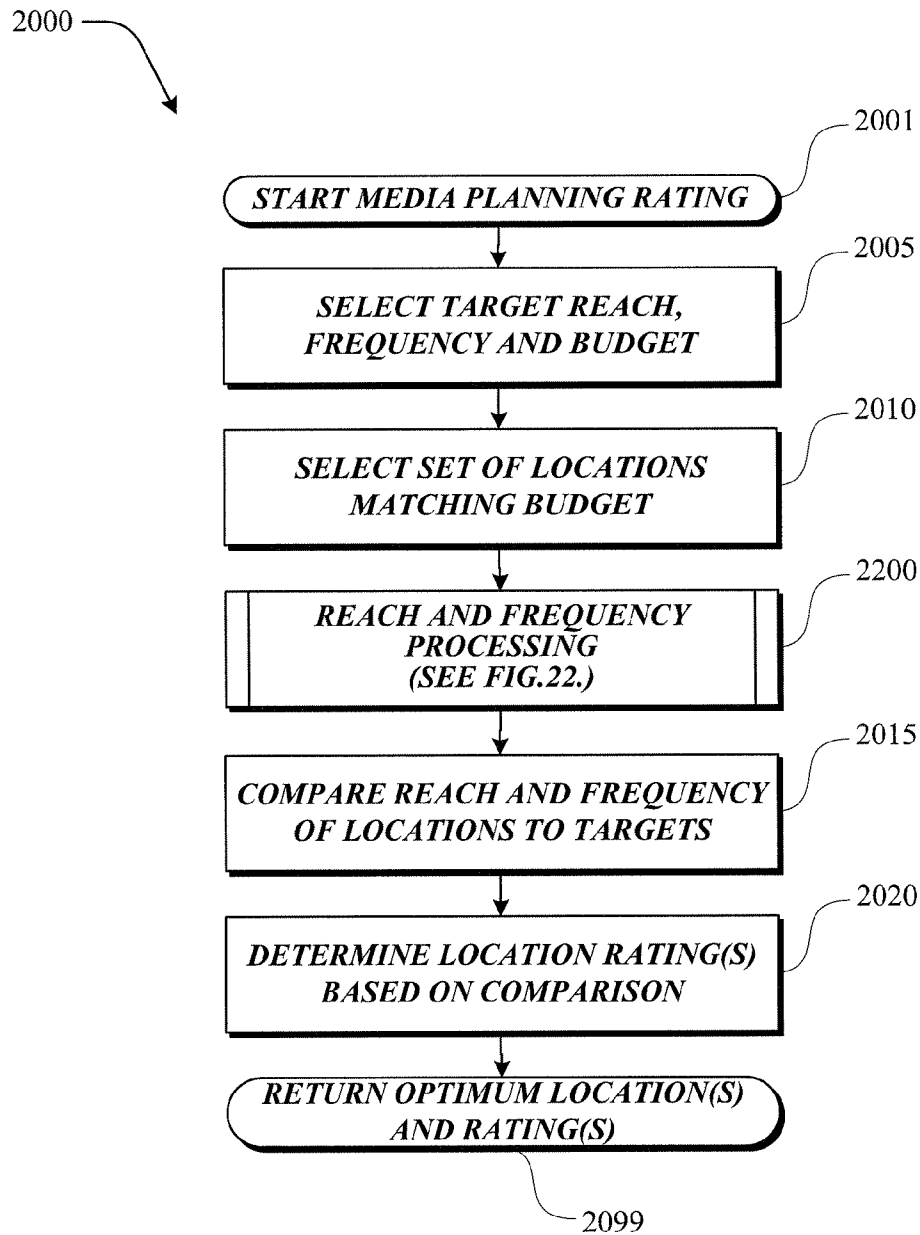 2000
2001
START MEDIA PLANNING RATING
2005
SELECT TARGET REACH,
FREQUENCY AND BUDGET
2010
SELECT SET OF LOCATIONS
MATCHING BUDGET
2200
REACH AND FREQUENCY
PROCESSING
(SEE FIG.22.)
2015
COMPARE REACH AND FREQUENCY
OF LOCATIONS TO TARGETS
2020
DETERMINE LOCATION RATING(S)
BASED ON COMPARISON
RETURN OPTIMUM LOCATION(S)
AND RATING(S)
2099